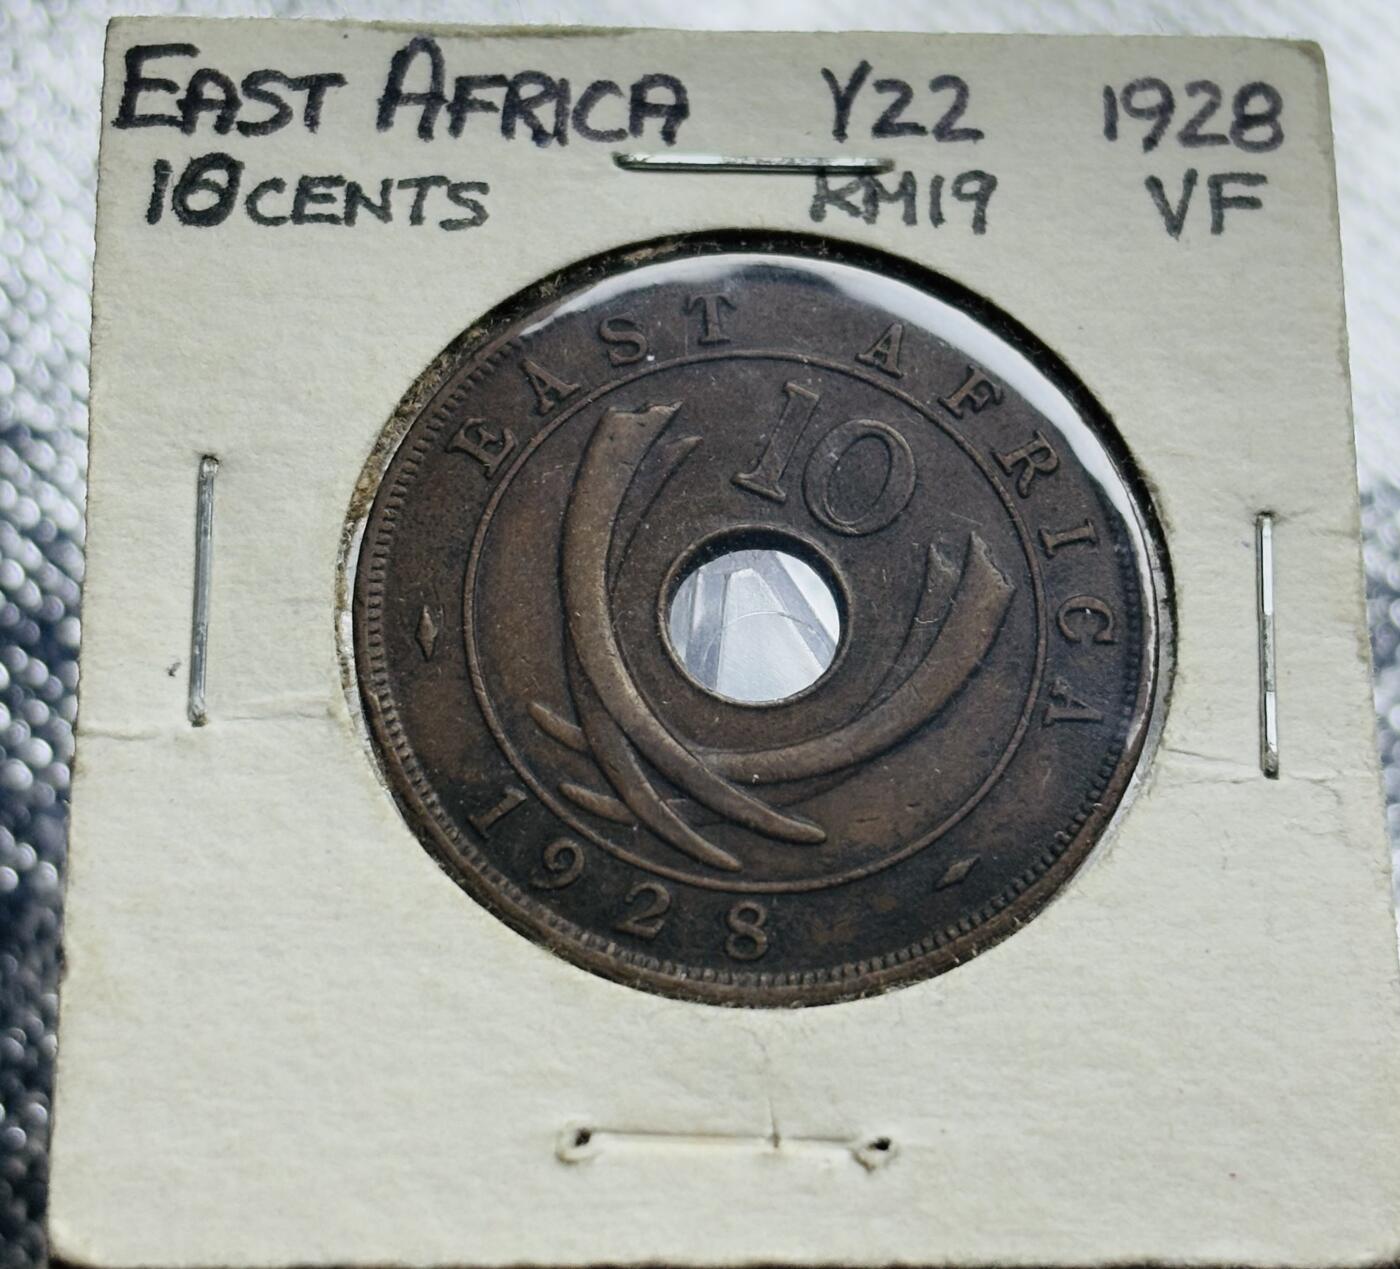 EAST AFRICA Y22 1928
10CENTS KM19 VF
EAST AFRICA
10
1928